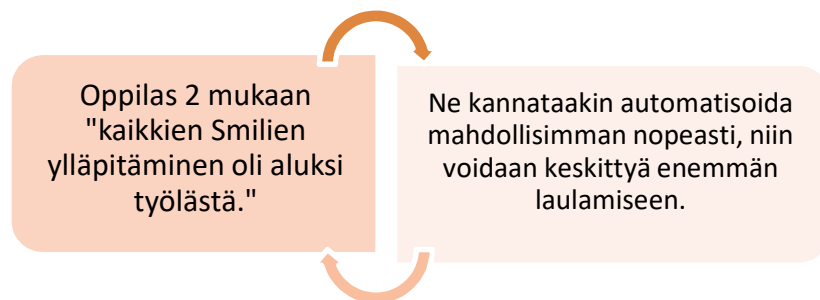 Oppilas 2 mukaan
"kaikkien Smilien
ylläpitäminen oli aluksi
työlästä."
Ne kannataakin automatisoida
mahdollisimman nopeasti, niin
voidaan keskittyä enemmän
laulamiseen.